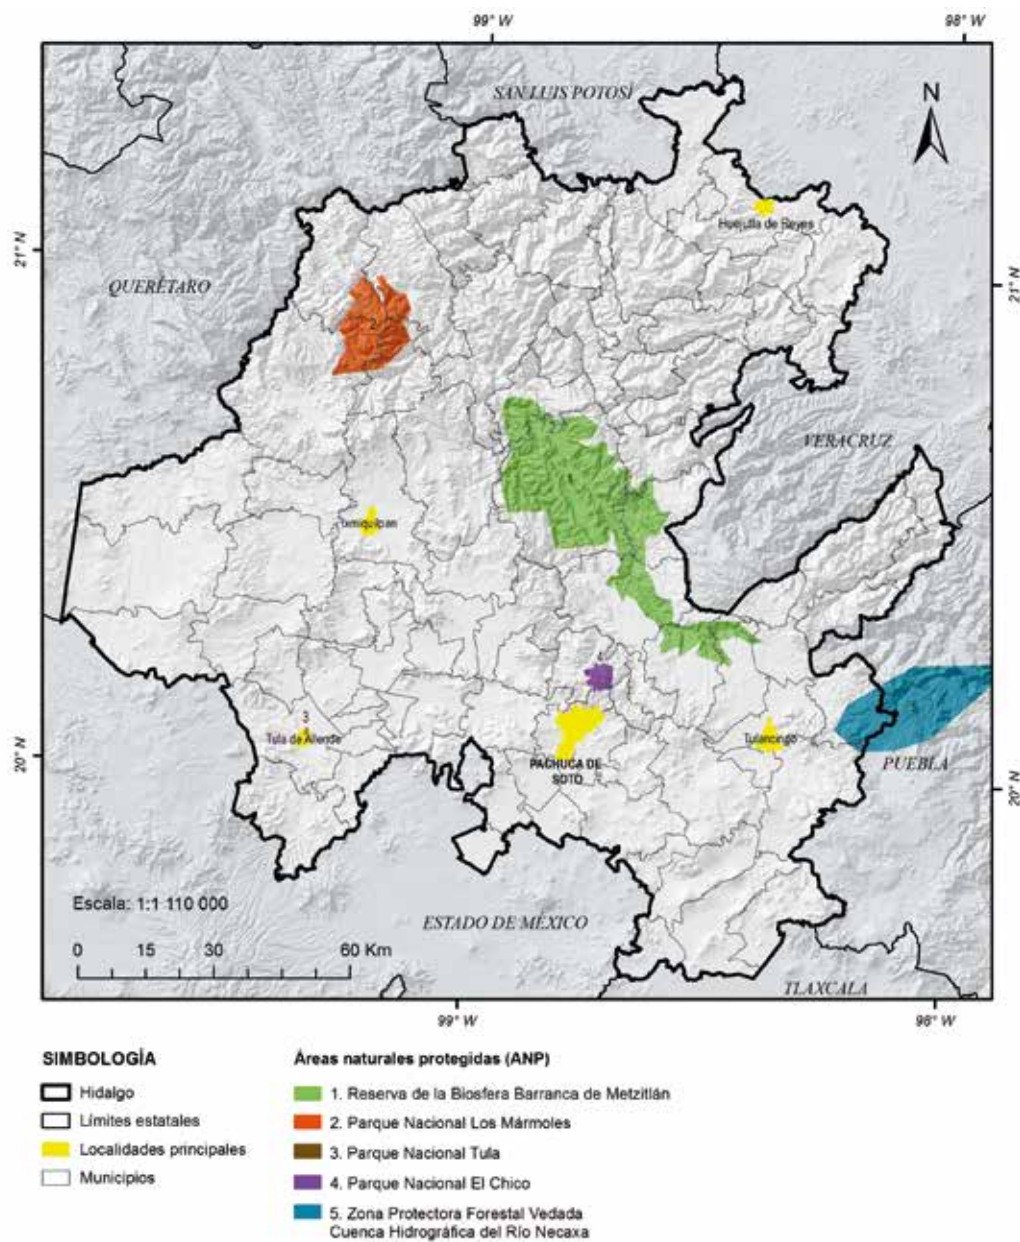 99° W
98° W
SAN LUIS POTOSÍ
N
Huejutla de Reyes
21° N
21° N
QUERÉTARO
2
VERACRUZ
1
Ixmiquilpan
4
3
Tula de Allende
Tulancingo
5
20° N
PACHUCA DE
SOTO
PUEBLA
20° N
Escala: 1:1 110 000
ESTADO DE MÉXICO
0 15 30 60 Km
TLAXCALA
99° W
98° W
SIMBOLOGÍA
Hidalgo
Límites estatales
Localidades principales
Municipios
Áreas naturales protegidas (ANP)
1. Reserva de la Biosfera Barranca de Metzitlán
2. Parque Nacional Los Mármoles
3. Parque Nacional Tula
4. Parque Nacional El Chico
5. Zona Protectora Forestal Vedada
Cuenca Hidrográfica del Río Necaxa